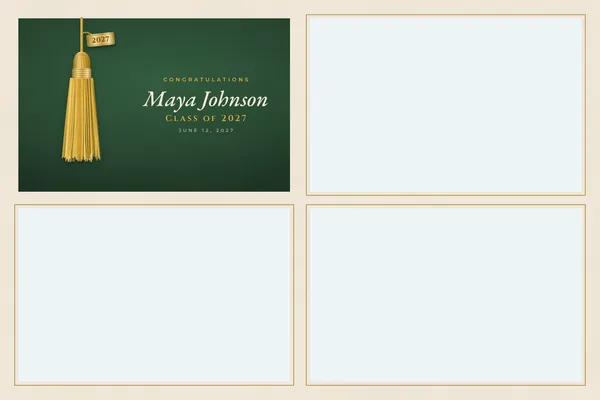 2027
CONGRATULATIONS
Maya Johnson
CLASS OF 2027
JUNE 12, 2027